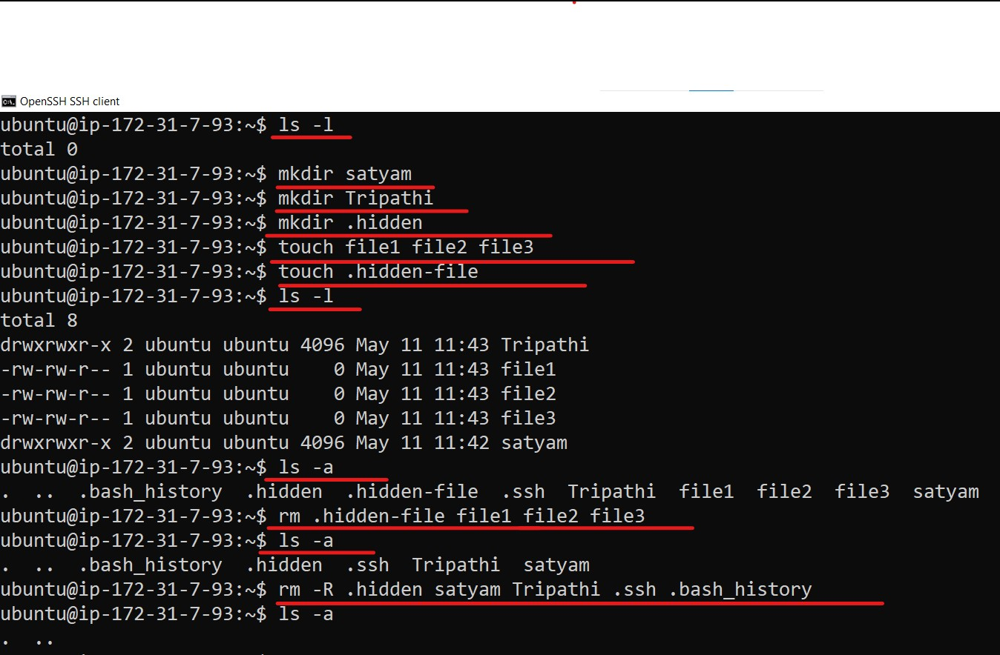 OpenSSH SSH client
ubuntu@ip-172-31-7-93:~$ ls -l
total 0
ubuntu@ip-172-31-7-93:~$ mkdir satyam
ubuntu@ip-172-31-7-93:~$ mkdir Tripathi
ubuntu@ip-172-31-7-93:~$ mkdir .hidden
ubuntu@ip-172-31-7-93:~$ touch file1 file2 file3
ubuntu@ip-172-31-7-93:~$ touch .hidden-file
ubuntu@ip-172-31-7-93:~$ ls -l
total 8
drwxrwxr-x 2 ubuntu ubuntu 4096 May 11 11:43 Tripathi
-rw-rw-r-- 1 ubuntu ubuntu    0 May 11 11:43 file1
-rw-rw-r-- 1 ubuntu ubuntu    0 May 11 11:43 file2
-rw-rw-r-- 1 ubuntu ubuntu    0 May 11 11:43 file3
drwxrwxr-x 2 ubuntu ubuntu 4096 May 11 11:42 satyam
ubuntu@ip-172-31-7-93:~$ ls -a
.  ..  .bash_history  .hidden  .hidden-file  .ssh  Tripathi  file1  file2  file3  satyam
ubuntu@ip-172-31-7-93:~$ rm .hidden-file file1 file2 file3
ubuntu@ip-172-31-7-93:~$ ls -a
.  ..  .bash_history  .hidden  .ssh  Tripathi  satyam
ubuntu@ip-172-31-7-93:~$ rm -R .hidden satyam Tripathi .ssh .bash_history
ubuntu@ip-172-31-7-93:~$ ls -a
.  ..